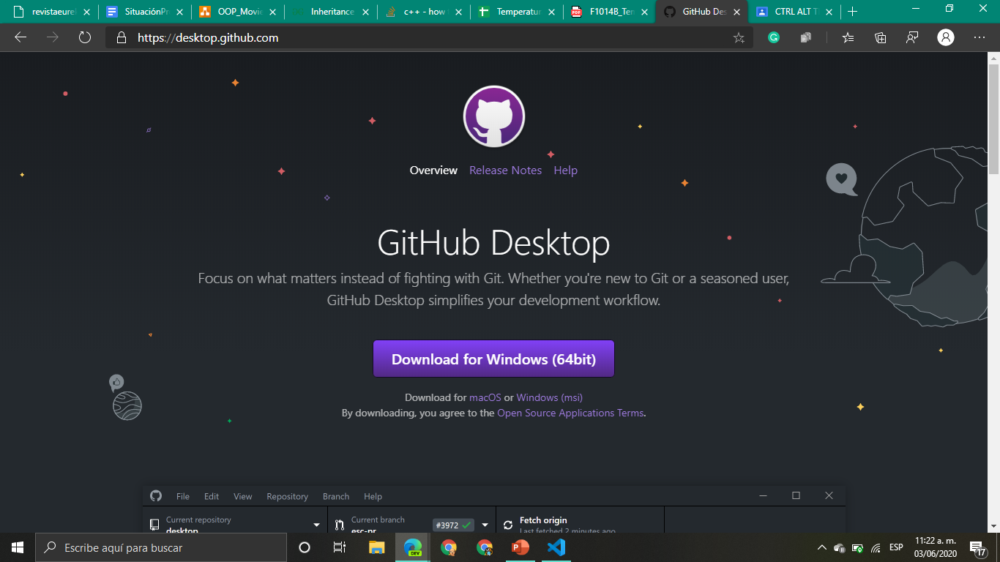 revistaeurel
SituaciónPr
OOP_Movie
Inheritance
c++ - how
Temperatur
PDF
F1014B_Ter
GitHub Des
CTRL ALT T
https://desktop.github.com
Overview Release Notes Help
GitHub Desktop
Focus on what matters instead of fighting with Git. Whether you're new to Git or a seasoned user,
GitHub Desktop simplifies your development workflow.
Download for Windows (64bit)
Download for macOS or Windows (msi)
By downloading, you agree to the Open Source Applications Terms.
File Edit View Repository Branch Help
Current repository
desktop
Current branch
esc-pr
#3972
Fetch origin
Last fetched 2 minutes ago
Escribe aquí para buscar
DEV
ESP
11:22 a. m.
03/06/2020
17